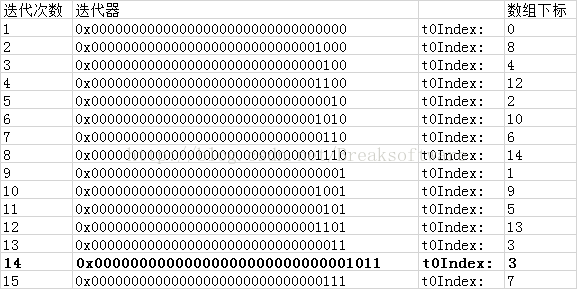 迭代次数 迭代器 数组下标
1 0x00000000000000000000000000000000 t0Index: 0
2 0x00000000000000000000000000001000 t0Index: 8
3 0x00000000000000000000000000000100 t0Index: 4
4 0x00000000000000000000000000001100 t0Index: 12
5 0x00000000000000000000000000000010 t0Index: 2
6 0x00000000000000000000000000001010 t0Index: 10
7 0x00000000000000000000000000000110 t0Index: 6
8 0x00000000000000000000000000001110 t0Index: 14
9 0x00000000000000000000000000000001 t0Index: 1
10 0x00000000000000000000000000001001 t0Index: 9
11 0x00000000000000000000000000000101 t0Index: 5
12 0x00000000000000000000000000001101 t0Index: 13
13 0x00000000000000000000000000000011 t0Index: 3
14 0x00000000000000000000000000001011 t0Index: 3
15 0x00000000000000000000000000000111 t0Index: 7